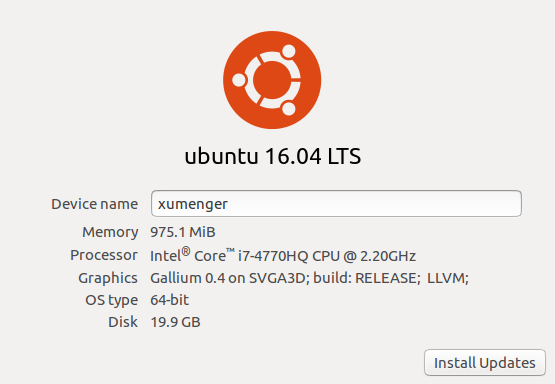 ubuntu 16.04 LTS
Device name xumenger
Memory 975.1 MiB
Processor Intel® Core™ i7-4770HQ CPU @ 2.20GHz
Graphics Gallium 0.4 on SVGA3D; build: RELEASE; LLVM;
OS type 64-bit
Disk 19.9 GB
Install Updates